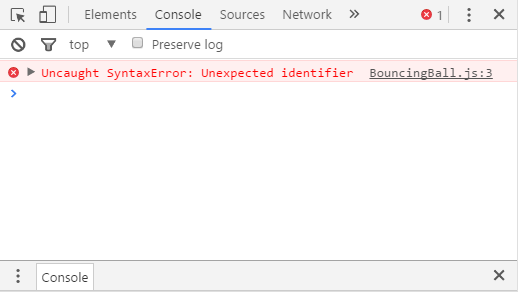 Elements Console Sources Network 1
top Preserve log
Uncaught SyntaxError: Unexpected identifier BouncingBall.js:3
Console